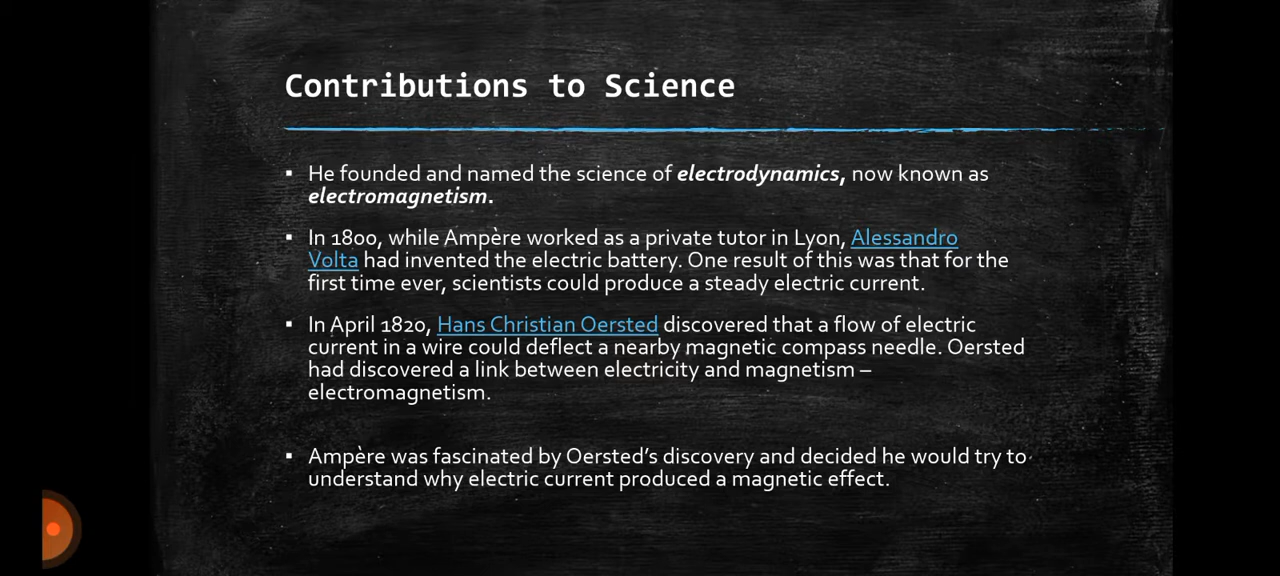 Contributions to Science
▪ He founded and named the science of electrodynamics, now known as
electromagnetism.
▪ In 1800, while Ampère worked as a private tutor in Lyon, Alessandro
Volta had invented the electric battery. One result of this was that for the
first time ever, scientists could produce a steady electric current.
▪ In April 1820, Hans Christian Oersted discovered that a flow of electric
current in a wire could deflect a nearby magnetic compass needle. Oersted
had discovered a link between electricity and magnetism –
electromagnetism.
▪ Ampère was fascinated by Oersted’s discovery and decided he would try to
understand why electric current produced a magnetic effect.